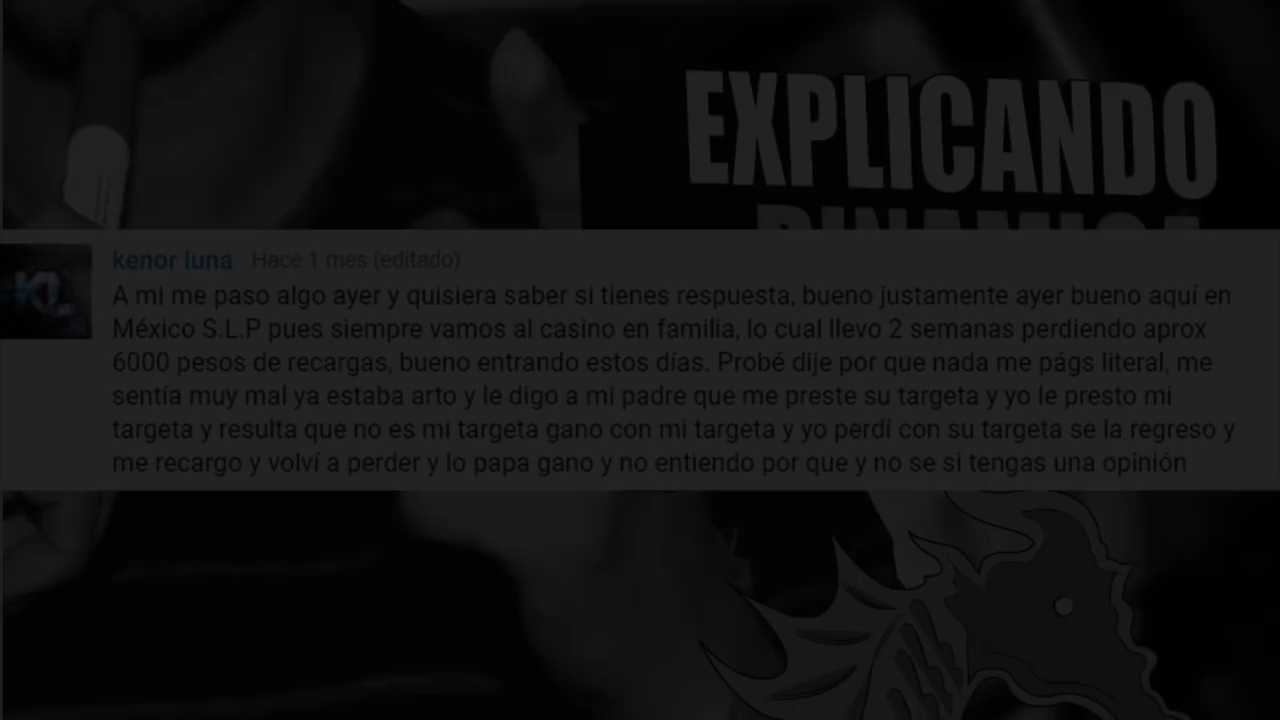 EXPLICANDO
DINAMICA
kenor luna Hace 1 mes (editado)
A mi me paso algo ayer y quisiera saber si tienes respuesta, bueno justamente ayer bueno aquí en
México S.L.P pues siempre vamos al casino en familia, lo cual llevo 2 semanas perdiendo aprox
6000 pesos de recargas, bueno entrando estos días. Probé dije por que nada me págs literal, me
sentía muy mal ya estaba arto y le digo a mi padre que me preste su targeta y yo le presto mi
targeta y resulta que no es mi targeta gano con mi targeta y yo perdí con su targeta se la regreso y
me recargo y volví a perder y lo papa gano y no entiendo por que y no se si tengas una opinión